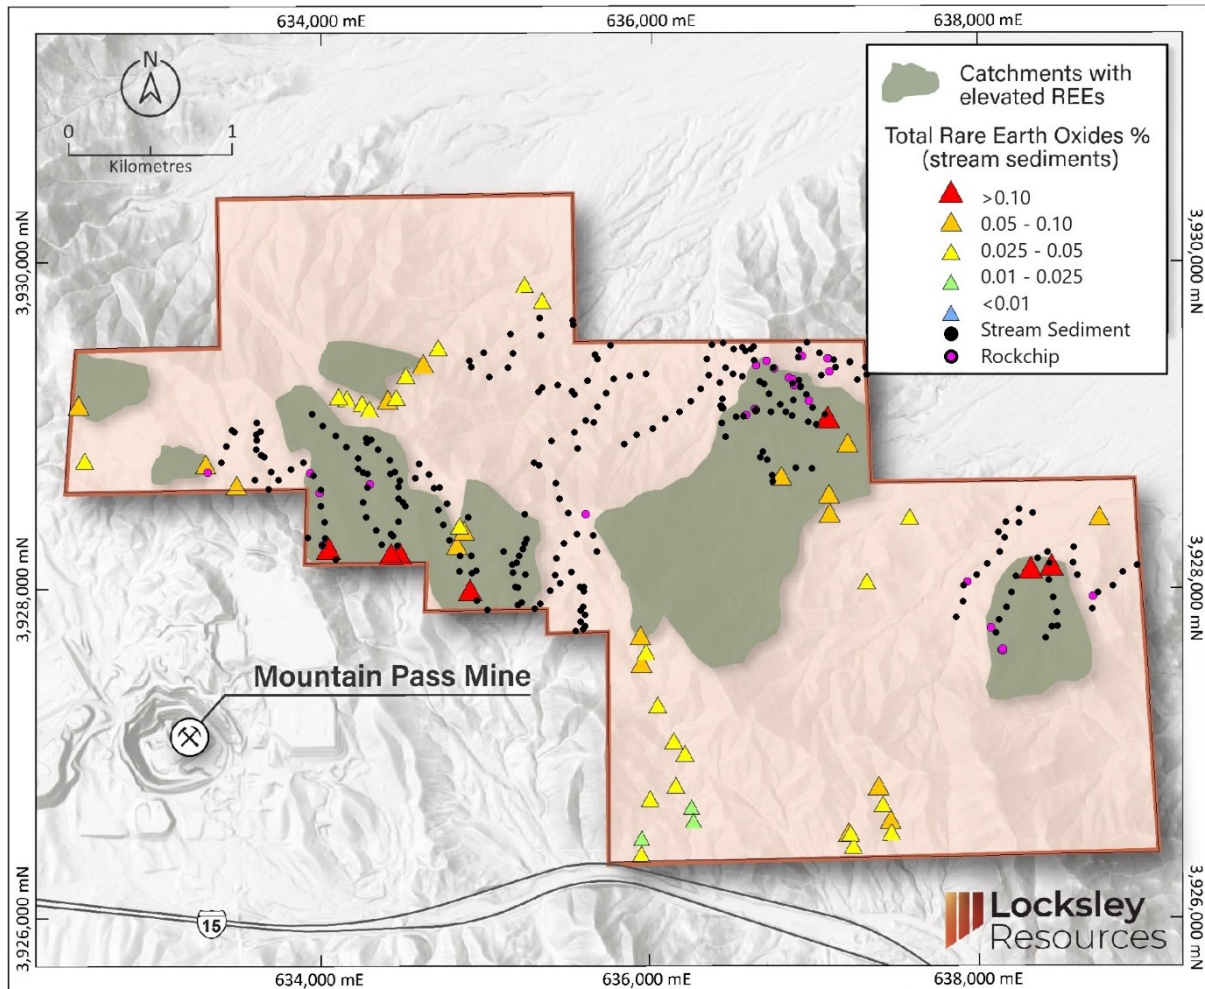 634,000 mE
636,000 mE
638,000 mE
N
0
1
Kilometres
Catchments with
elevated REEs
Total Rare Earth Oxides %
(stream sediments)
>0.10
0.05 - 0.10
0.025 - 0.05
0.01 - 0.025
<0.01
Stream Sediment
Rockchip
3,930,000 mN
3,930,000 mN
3,928,000 mN
3,928,000 mN
Mountain Pass Mine
3,926,000 mN
3,926,000 mN
15
Locksley
Resources
634,000 mE
636,000 mE
638,000 mE